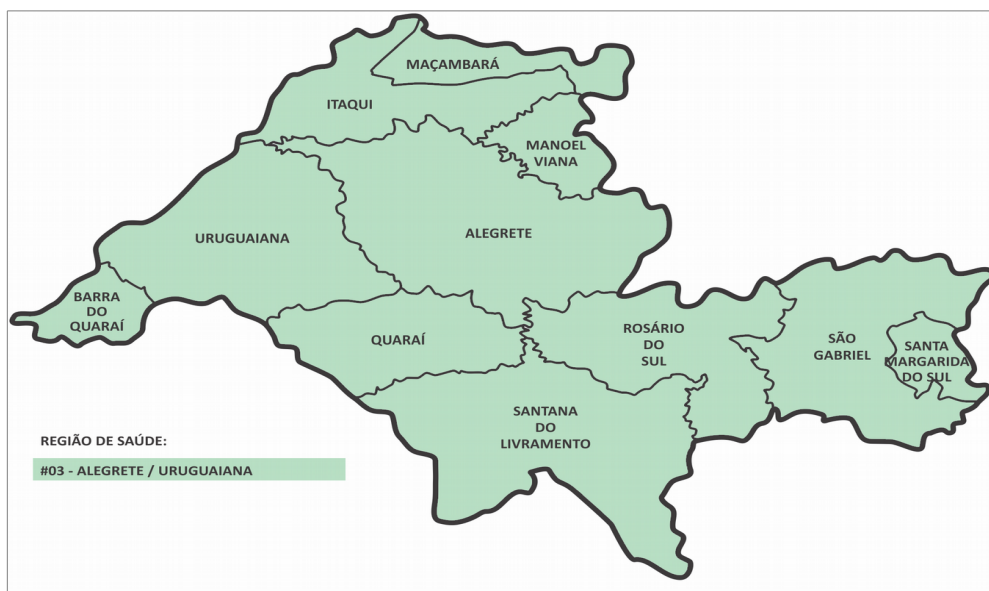 MAÇAMBARÁ
ITAQUI
MANOEL
VIANA
URUGUAIANA
ALEGRETE
BARRA
DO
QUARAÍ
QUARAÍ
ROSÁRIO
DO
SUL
SÃO
GABRIEL
SANTA
MARGARIDA
DO SUL
SANTANA
DO
LIVRAMENTO
REGIÃO DE SAÚDE:
#03 - ALEGRETE / URUGUAIANA